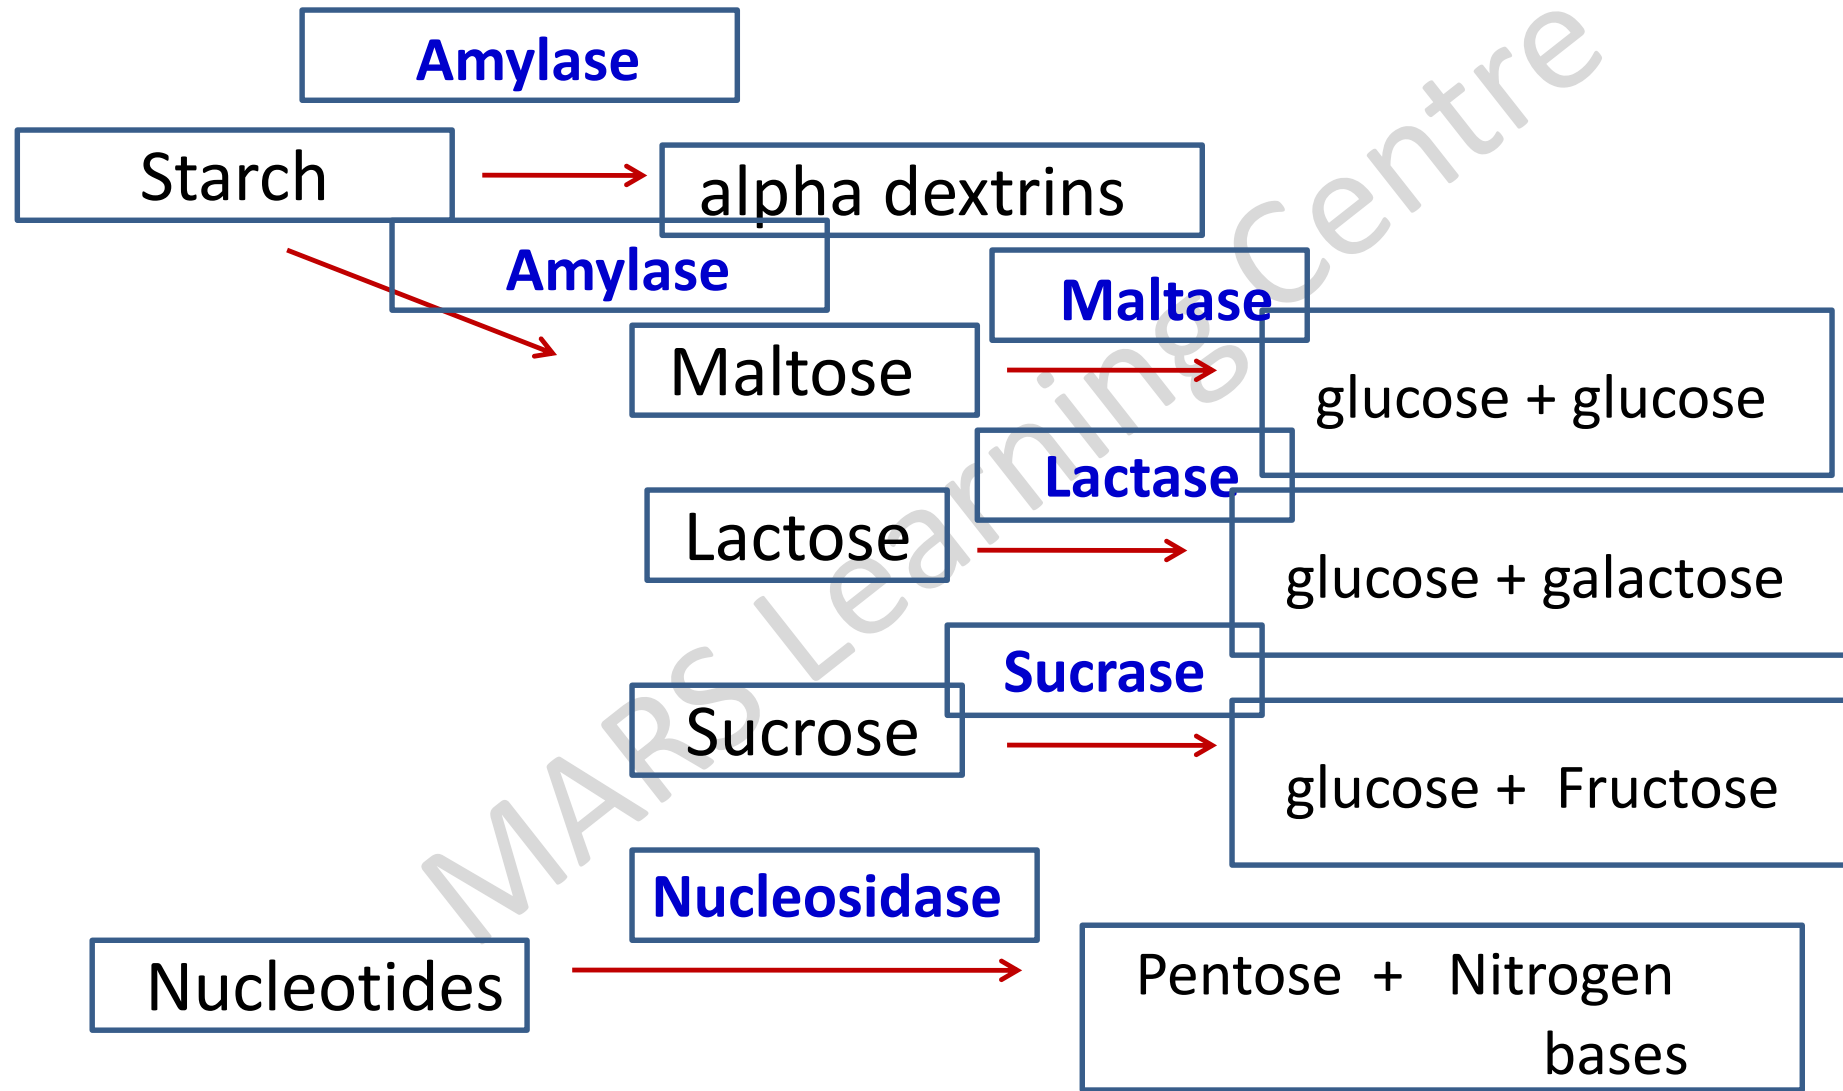 Amylase
Starch
alpha dextrins
Amylase
Maltase
Maltose
glucose + glucose
Lactase
Lactose
glucose + galactose
Sucrase
Sucrose
glucose + Fructose
Nucleosidase
Nucleotides
Pentose + Nitrogen
bases
MARS Learning Centre